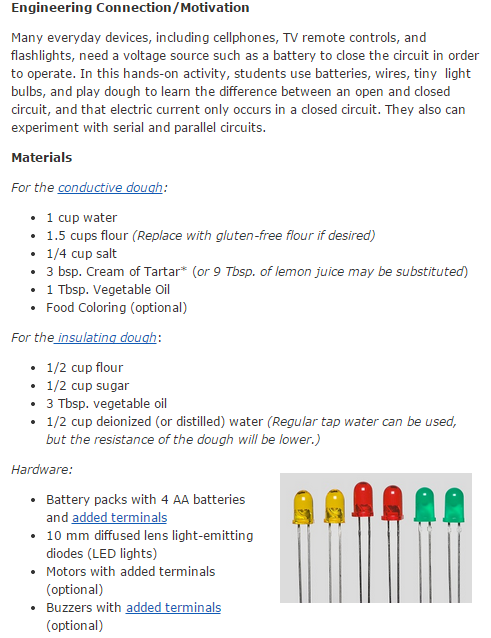 Engineering Connection/Motivation
Many everyday devices, including cellphones, TV remote controls, and
flashlights, need a voltage source such as a battery to close the circuit in order
to operate. In this hands-on activity, students use batteries, wires, tiny  light
bulbs, and play dough to learn the difference between an open and closed
circuit, and that electric current only occurs in a closed circuit. They also can
experiment with serial and parallel circuits.
Materials
For the conductive dough:
• 1 cup water
• 1.5 cups flour (Replace with gluten-free flour if desired)
• 1/4 cup salt
• 3 bsp. Cream of Tartar* (or 9 Tbsp. of lemon juice may be substituted)
• 1 Tbsp. Vegetable Oil
• Food Coloring (optional)
For the insulating dough:
• 1/2 cup flour
• 1/2 cup sugar
• 3 Tbsp. vegetable oil
• 1/2 cup deionized (or distilled) water (Regular tap water can be used,
but the resistance of the dough will be lower.)
Hardware:
• Battery packs with 4 AA batteries
and added terminals
• 10 mm diffused lens light-emitting
diodes (LED lights)
• Motors with added terminals
(optional)
• Buzzers with added terminals
(optional)